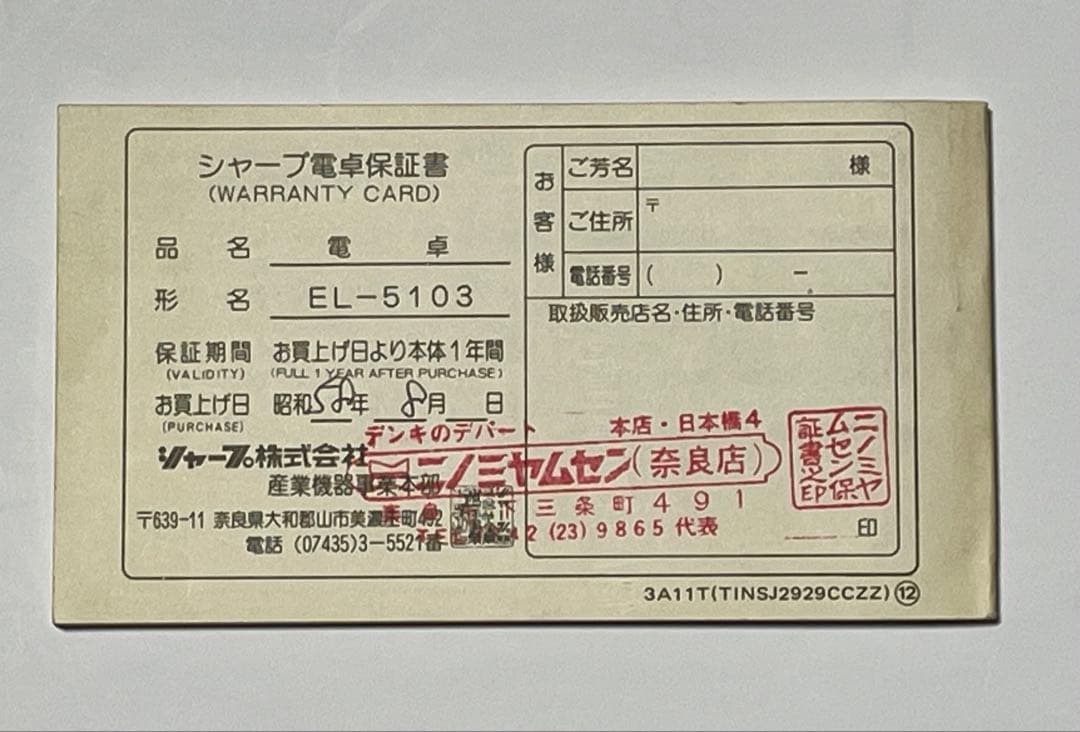 シャープ電卓保証書
(WARRANTY CARD)
品名 電卓
形名 EL-5103
保証期間 お買上げ日より本体1年間
(VALIDITY) (FULL 1 YEAR AFTER PURCHASE)
お買上げ日 昭和58年 8月 日
(PURCHASE)
シャープ株式会社
産業機器事業本部
〒639-11 奈良県大和郡山市美濃庄町492
電話 (07435)3-5521番
お客様
ご芳名 様
ご住所 〒
電話番号 ( ) -
取扱販売店名・住所・電話番号
デンキのデパート 本店・日本橋4
ニノミヤムセン(奈良店)
三条町491
42(23)9865代表
ニノミヤ
ムセン保
証書之印
印
3A11T(TINSJ2929CCZZ)⑫